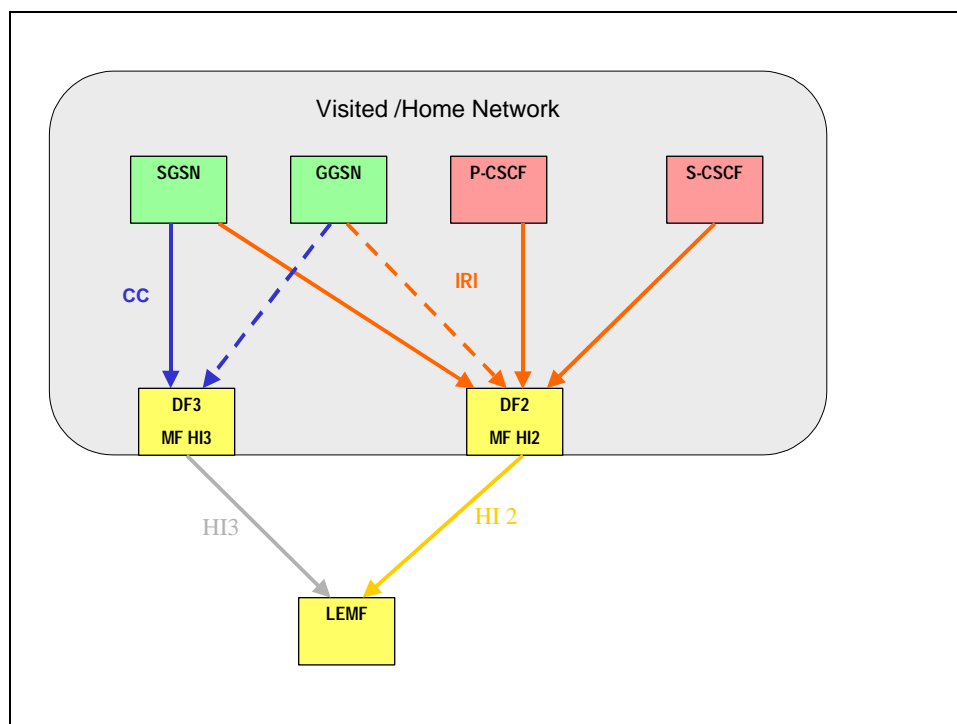 Visited /Home Network
SGSN
GGSN
P-CSCF
S-CSCF
CC
IRI
DF3
MF HI3
DF2
MF HI2
HI3
HI 2
LEMF